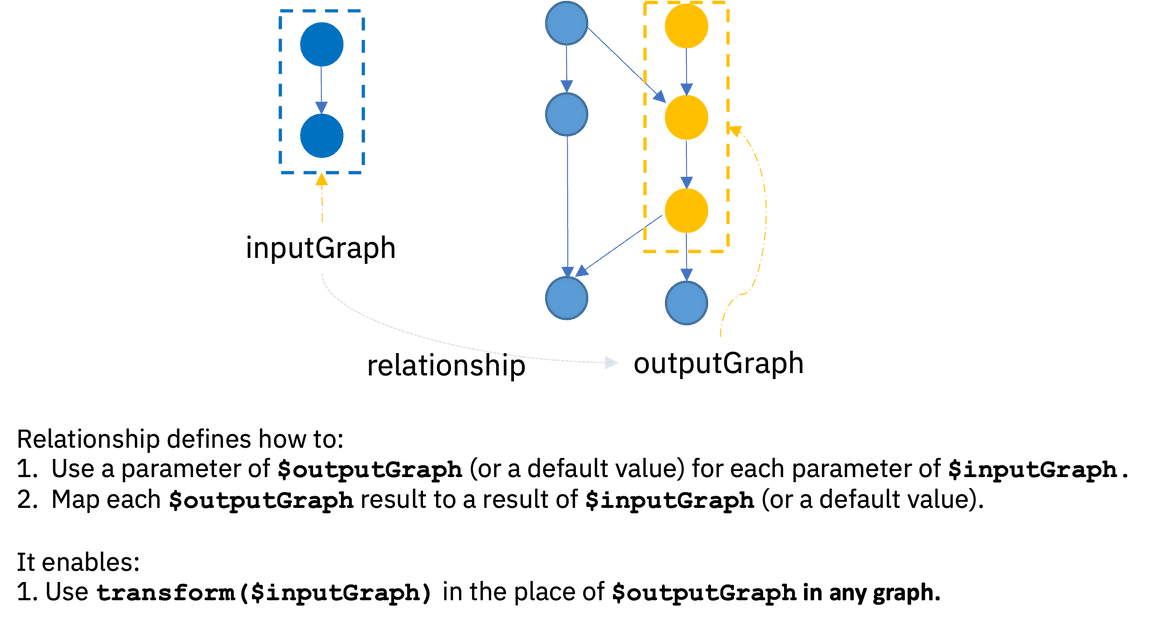 inputGraph
relationship
outputGraph
Relationship defines how to:
1. Use a parameter of $outputGraph (or a default value) for each parameter of $inputGraph.
2. Map each $outputGraph result to a result of $inputGraph (or a default value).
It enables:
1. Use transform($inputGraph) in the place of $outputGraph in any graph.